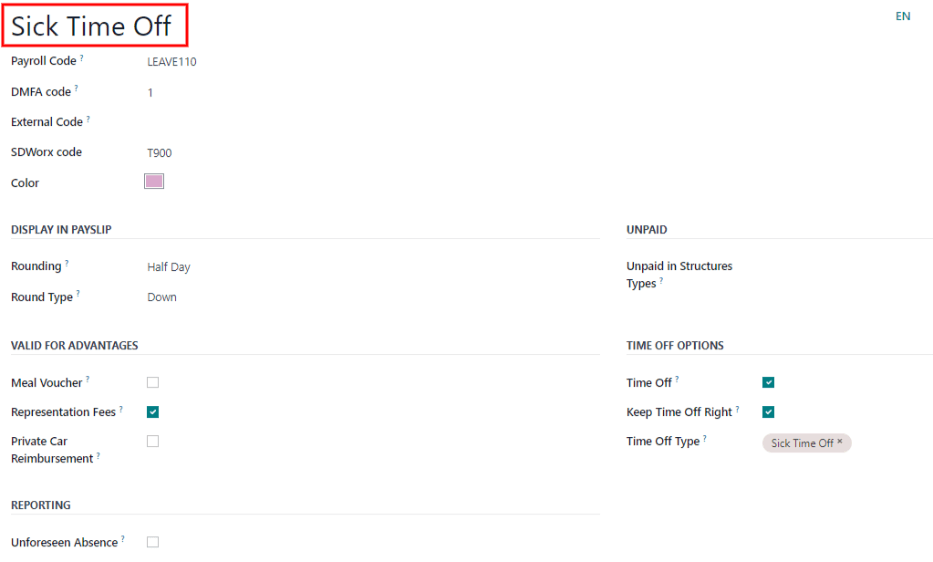 Sick Time Off
EN
Payroll Code ? LEAVE110
DMFA code ? 1
External Code ?
SDWorx code T900
Color
DISPLAY IN PAYSLIP
Rounding ? Half Day
Round Type ? Down
UNPAID
Unpaid in Structures
Types ?
VALID FOR ADVANTAGES
Meal Voucher ?
Representation Fees ?
Private Car
Reimbursement ?
TIME OFF OPTIONS
Time Off ?
Keep Time Off Right ?
Time Off Type ? Sick Time Off ×
REPORTING
Unforeseen Absence ?